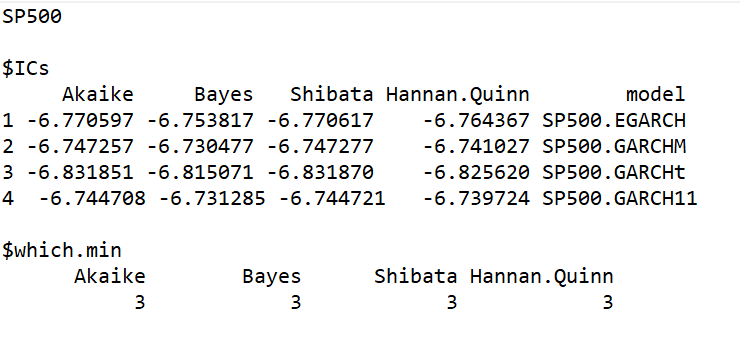 SP500
$ICs
Akaike Bayes Shibata Hannan.Quinn model
1 -6.770597 -6.753817 -6.770617 -6.764367 SP500.EGARCH
2 -6.747257 -6.730477 -6.747277 -6.741027 SP500.GARCHM
3 -6.831851 -6.815071 -6.831870 -6.825620 SP500.GARCHt
4 -6.744708 -6.731285 -6.744721 -6.739724 SP500.GARCH11
$which.min
Akaike Bayes Shibata Hannan.Quinn
3 3 3 3